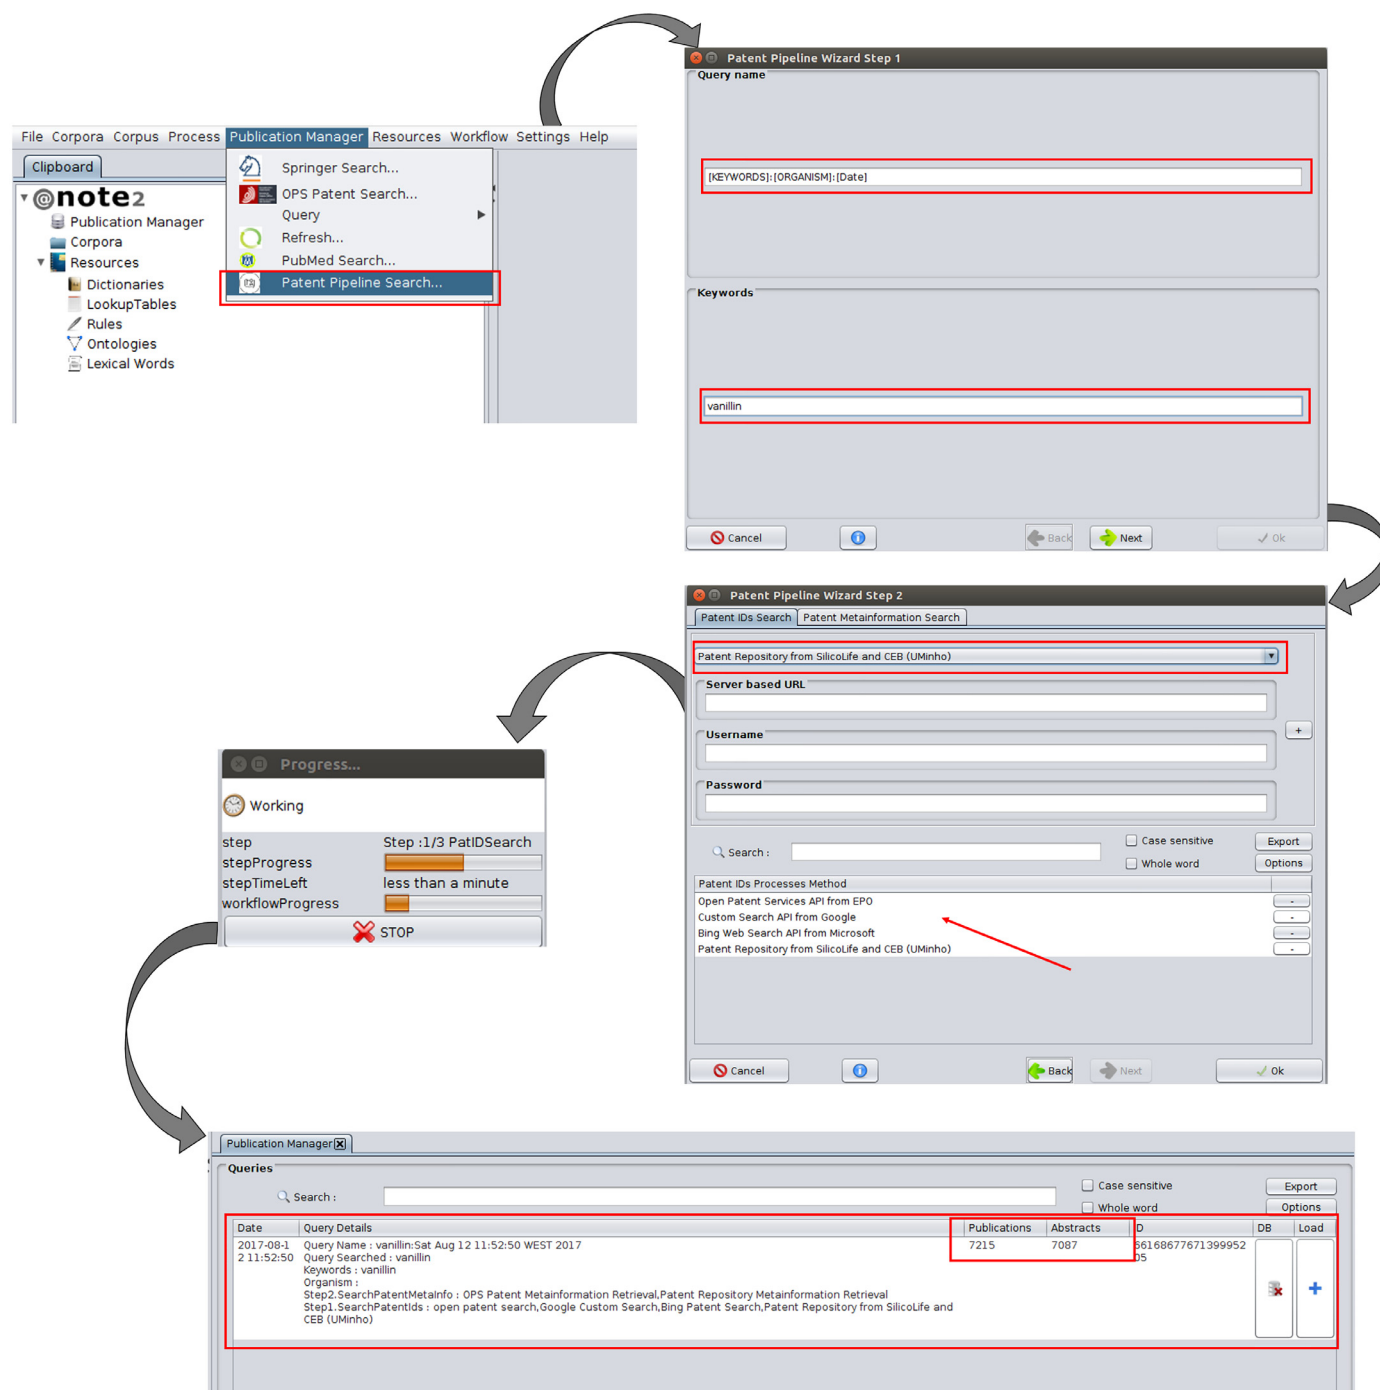 File Corpora Corpus Process Publication Manager Resources Workflow Settings Help
Clipboard
@note2
Publication Manager
Corpora
Resources
Dictionaries
LookupTables
Rules
Ontologies
Lexical Words
Springer Search...
OPS Patent Search...
Query
Refresh...
PubMed Search...
Patent Pipeline Search...
Patent Pipeline Wizard Step 1
Query name
[KEYWORDS]:[ORGANISM]:[Date]
Keywords
vanillin
Cancel Back Next Ok
Patent Pipeline Wizard Step 2
Patent IDs Search Patent Metainformation Search
Patent Repository from SilicoLife and CEB (UMinho)
Server based URL
+
Username
Password
Search :
Case sensitive Export
Whole word Options
Patent IDs Processes Method
Open Patent Services API from EPO -
Custom Search API from Google -
Bing Web Search API from Microsoft -
Patent Repository from SilicoLife and CEB (UMinho) -
Cancel Back Next Ok
Progress...
Working
step Step :1/3 PatIDSearch
stepProgress
stepTimeLeft less than a minute
workflowProgress
STOP
Publication Manager
Queries
Search :
Case sensitive Export
Whole word Options
Date Query Details Publications Abstracts ID DB Load
2017-08-1 Query Name : vanillin:Sat Aug 12 11:52:50 WEST 2017 7215 7087 66168677671399952
2 11:52:50 Query Searched : vanillin 05
Keywords : vanillin
Organism :
Step2.SearchPatentMetaInfo : OPS Patent Metainformation Retrieval,Patent Repository Metainformation Retrieval
Step1.SearchPatentIds : open patent search,Google Custom Search,Bing Patent Search,Patent Repository from SilicoLife and
CEB (UMinho)